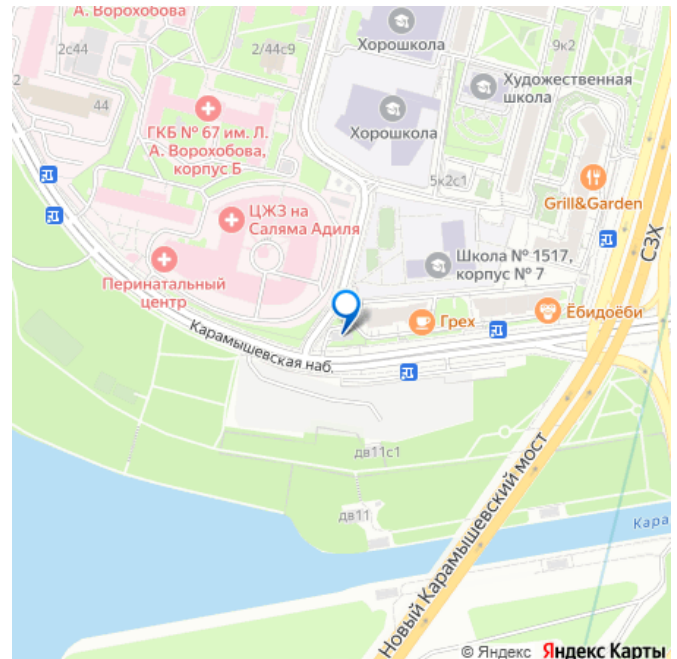 А. Ворохобова
2с44
2/44с9
44
Хорошкола
9к2
Художественная
школа
ГКБ № 67 им. Л.
А. Ворохобова,
корпус Б
Хорошкола
5к2с1
Grill&Garden
ЦЖЗ на
Саляма Адиля
СЗХ
Школа № 1517,
корпус № 7
Перинатальный
центр
Грех
Ёбидоёби
Карамышевская наб.
дв11с1
дв11
Новый Карамышевский мост
Кара
© Яндекс Яндекс Карты